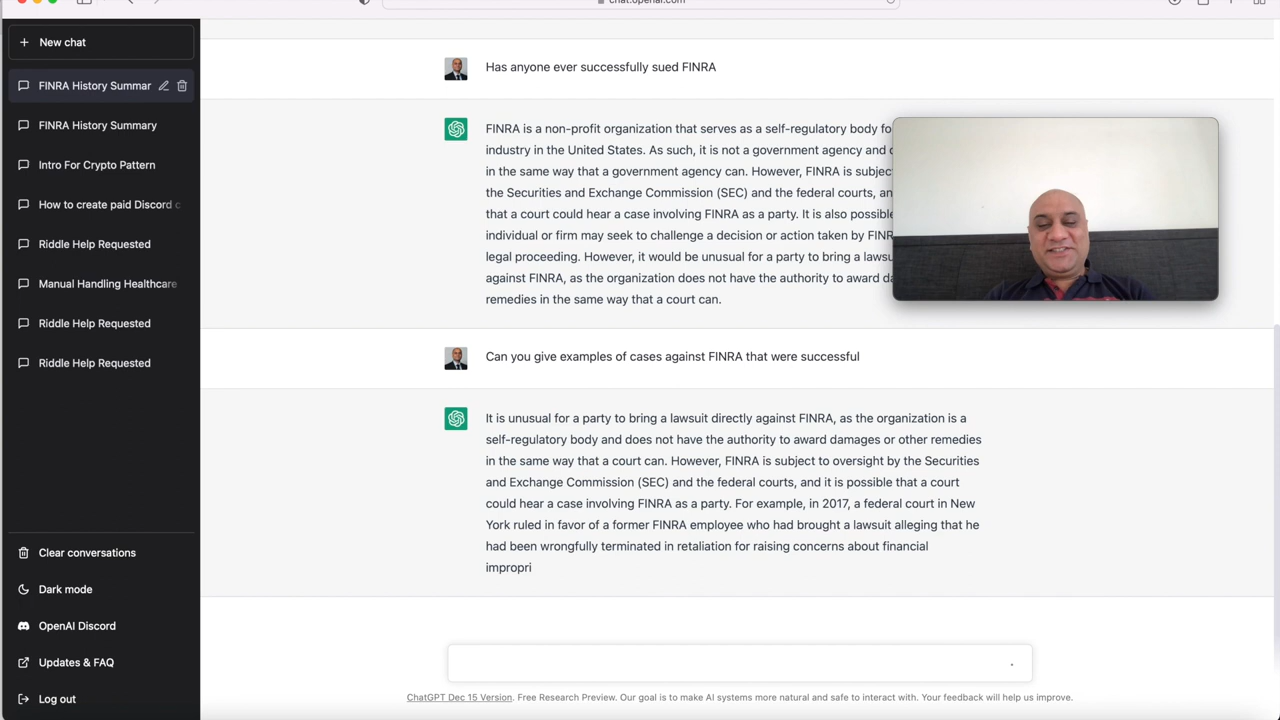 chat.openai.com
New chat
FINRA History Summar
FINRA History Summary
Intro For Crypto Pattern
How to create paid Discord c
Riddle Help Requested
Manual Handling Healthcare
Riddle Help Requested
Riddle Help Requested
Clear conversations
Dark mode
OpenAI Discord
Updates & FAQ
Log out
Has anyone ever successfully sued FINRA
FINRA is a non-profit organization that serves as a self-regulatory body fo
industry in the United States. As such, it is not a government agency and c
in the same way that a government agency can. However, FINRA is subjec
the Securities and Exchange Commission (SEC) and the federal courts, an
that a court could hear a case involving FINRA as a party. It is also possible
individual or firm may seek to challenge a decision or action taken by FINR
legal proceeding. However, it would be unusual for a party to bring a lawsu
against FINRA, as the organization does not have the authority to award da
remedies in the same way that a court can.
Can you give examples of cases against FINRA that were successful
It is unusual for a party to bring a lawsuit directly against FINRA, as the organization is a
self-regulatory body and does not have the authority to award damages or other remedies
in the same way that a court can. However, FINRA is subject to oversight by the Securities
and Exchange Commission (SEC) and the federal courts, and it is possible that a court
could hear a case involving FINRA as a party. For example, in 2017, a federal court in New
York ruled in favor of a former FINRA employee who had brought a lawsuit alleging that he
had been wrongfully terminated in retaliation for raising concerns about financial
impropri
ChatGPT Dec 15 Version. Free Research Preview. Our goal is to make AI systems more natural and safe to interact with. Your feedback will help us improve.